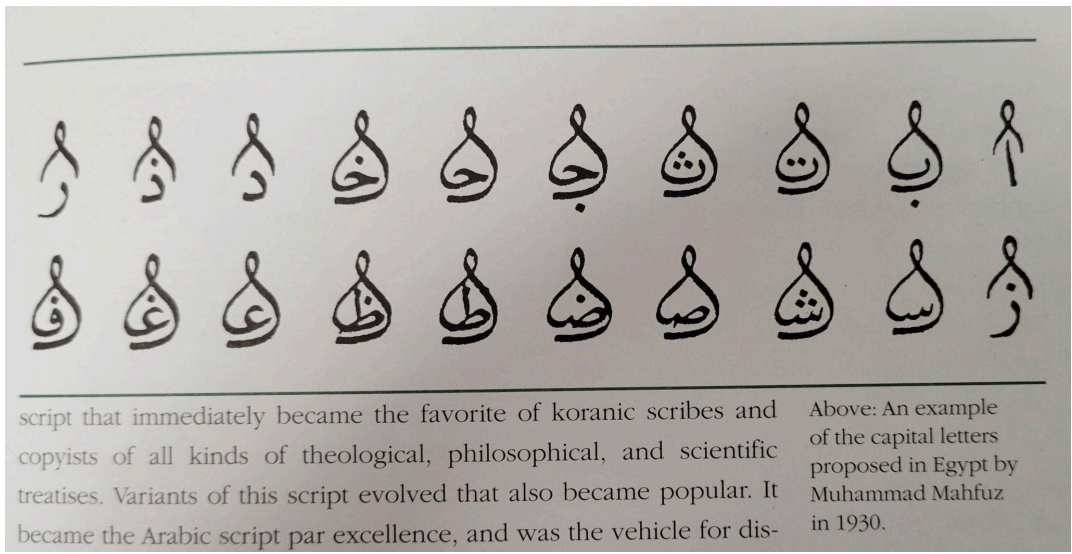 ا ب ت ث ج ح خ د ذ ر
ز س ش ص ض ط ظ ع غ ف
script that immediately became the favorite of koranic scribes and
copyists of all kinds of theological, philosophical, and scientific
treatises. Variants of this script evolved that also became popular. It
became the Arabic script par excellence, and was the vehicle for dis-
Above: An example
of the capital letters
proposed in Egypt by
Muhammad Mahfuz
in 1930.